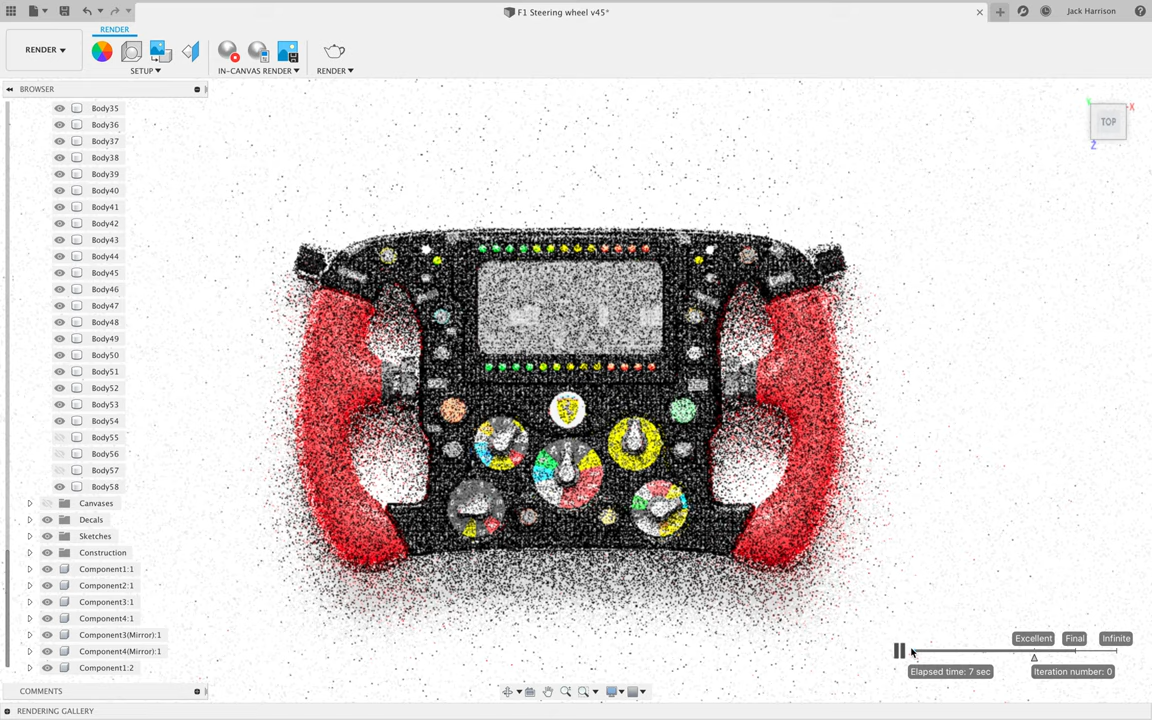 F1 Steering wheel v45*
Jack Harrison
RENDER
RENDER
SETUP
IN-CANVAS RENDER
RENDER
BROWSER
TOP
X
Y
Z
Body35
Body36
Body37
Body38
Body39
Body40
Body41
Body42
Body43
Body44
Body45
Body46
Body47
Body48
Body49
Body50
Body51
Body52
Body53
Body54
Body55
Body56
Body57
Body58
Canvases
Decals
Sketches
Construction
Component1:1
Component2:1
Component3:1
Component4:1
Component3(Mirror):1
Component4(Mirror):1
Component1:2
Excellent
Final
Infinite
Elapsed time: 7 sec
Iteration number: 0
COMMENTS
RENDERING GALLERY